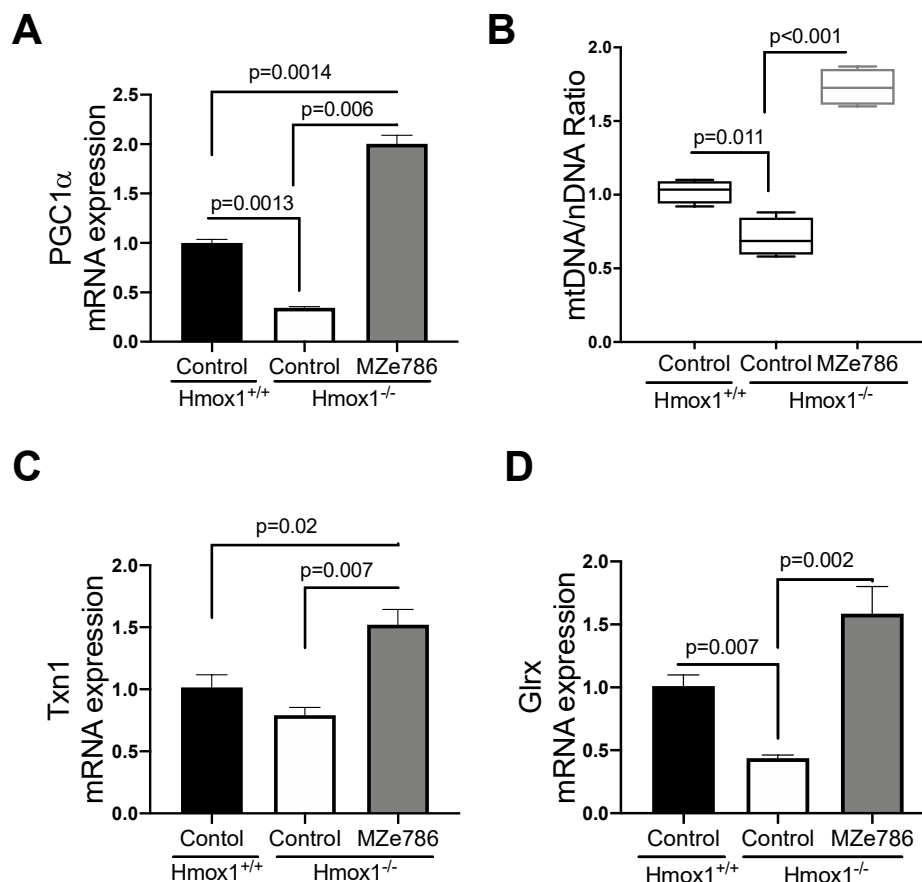 A
p=0.0014
p=0.006
p=0.0013
PGC1α
mRNA expression
2.5
2.0
1.5
1.0
0.5
0.0
Control Control MZe786
Hmox1+/+ Hmox1-/-
B
p<0.001
p=0.011
mtDNA/nDNA Ratio
2.0
1.5
1.0
0.5
0.0
Control Control MZe786
Hmox1+/+ Hmox1-/-
C
p=0.02
p=0.007
Txn1
mRNA expression
2.0
1.5
1.0
0.5
0.0
Contol Control MZe786
Hmox1+/+ Hmox1-/-
D
p=0.002
p=0.007
Glrx
mRNA expression
2.0
1.5
1.0
0.5
0.0
Control Control MZe786
Hmox1+/+ Hmox1-/-